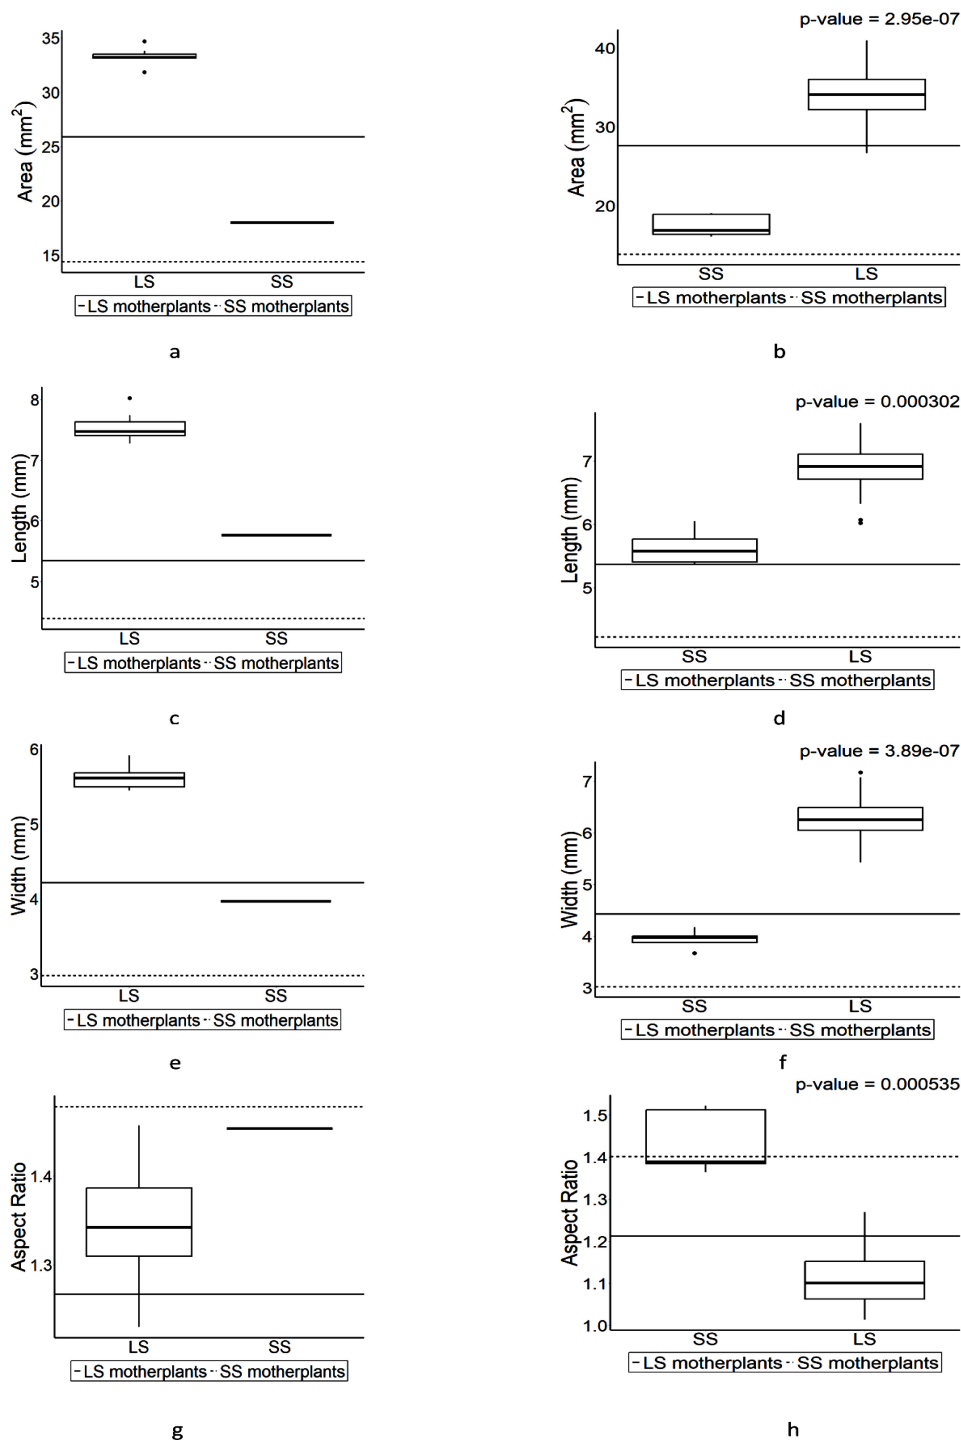 35
30
25
20
15
Area (mm²)
LS SS
- LS motherplants -- SS motherplants
a
p-value = 2.95e-07
40
30
20
Area (mm²)
SS LS
- LS motherplants -- SS motherplants
b
8
7
6
5
Length (mm)
LS SS
- LS motherplants -- SS motherplants
c
p-value = 0.000302
7
6
5
Length (mm)
SS LS
- LS motherplants -- SS motherplants
d
6
5
4
3
Width (mm)
LS SS
- LS motherplants -- SS motherplants
e
p-value = 3.89e-07
7
6
5
4
3
Width (mm)
SS LS
- LS motherplants -- SS motherplants
f
1.4
1.3
Aspect Ratio
LS SS
- LS motherplants -- SS motherplants
g
p-value = 0.000535
1.5
1.4
1.3
1.2
1.1
1.0
Aspect Ratio
SS LS
- LS motherplants -- SS motherplants
h